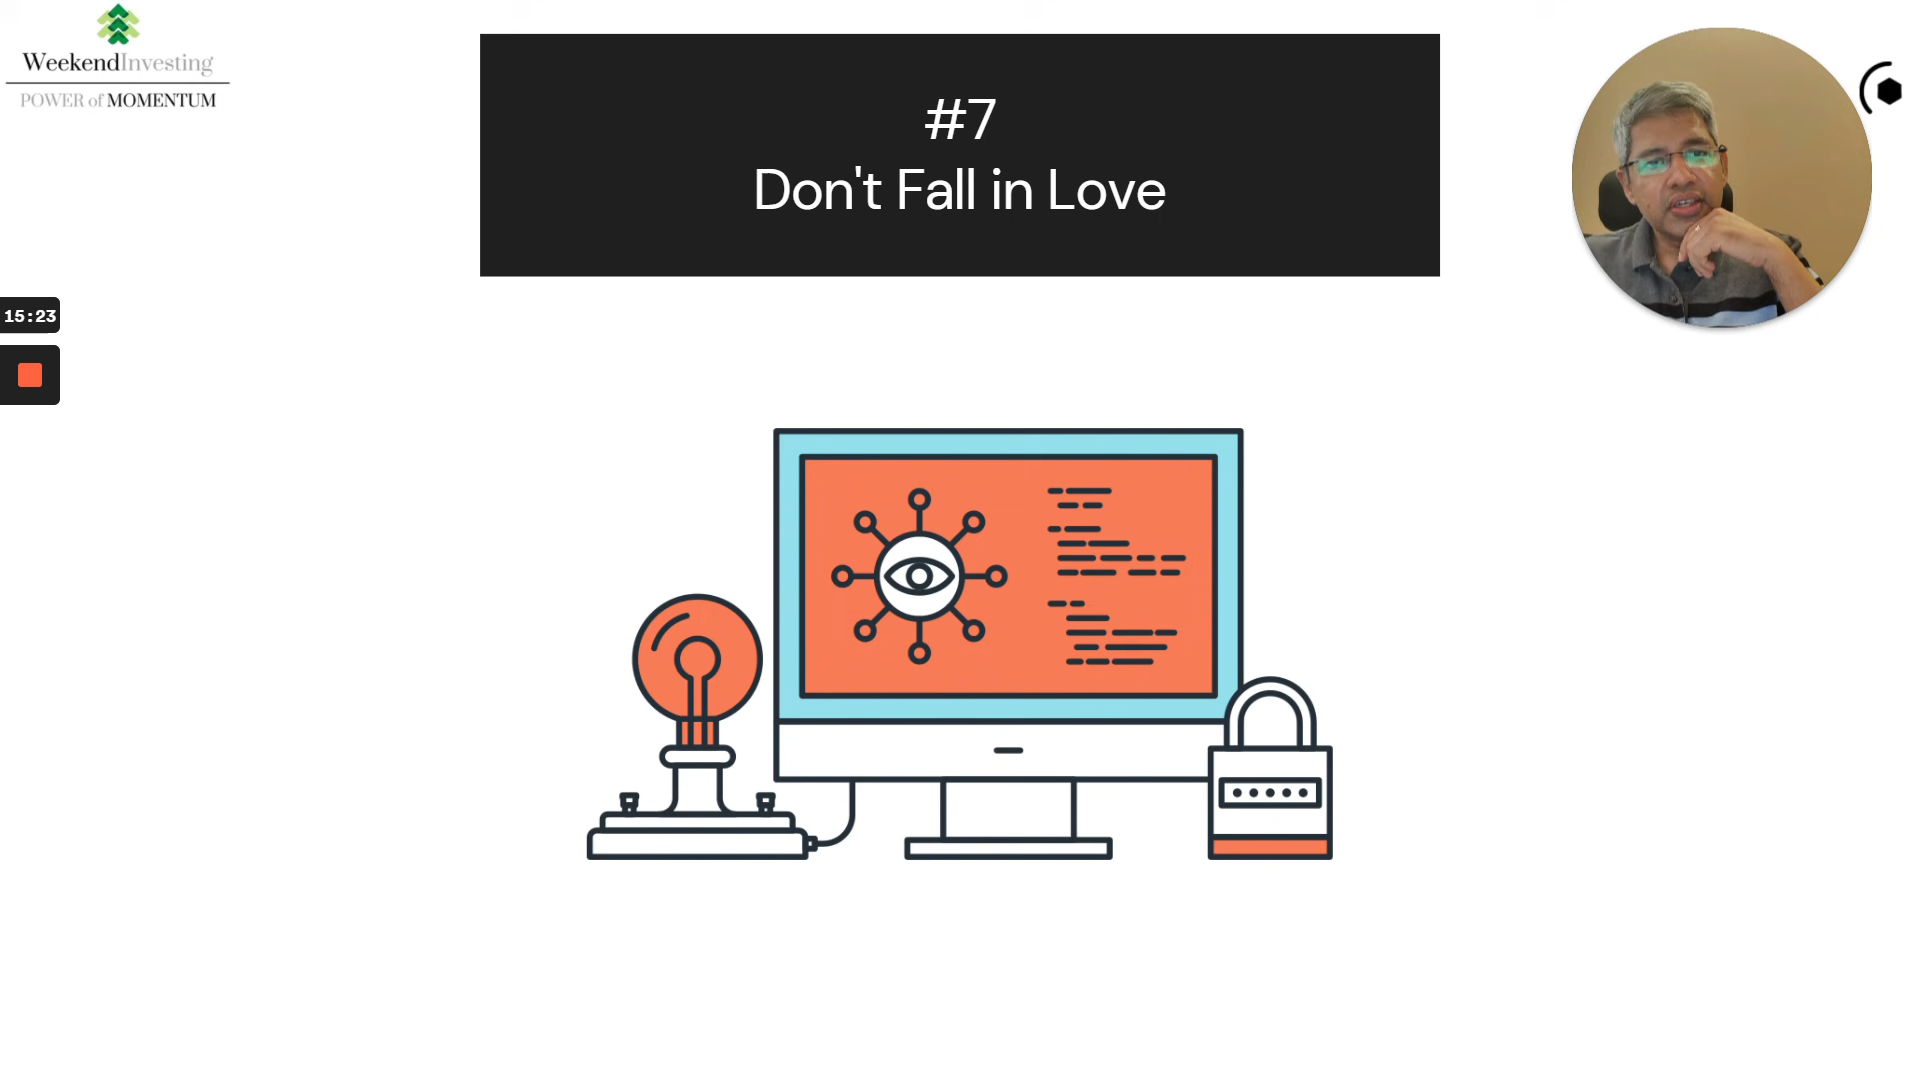 WeekendInvesting
POWER of MOMENTUM
#7
Don't Fall in Love
15:23